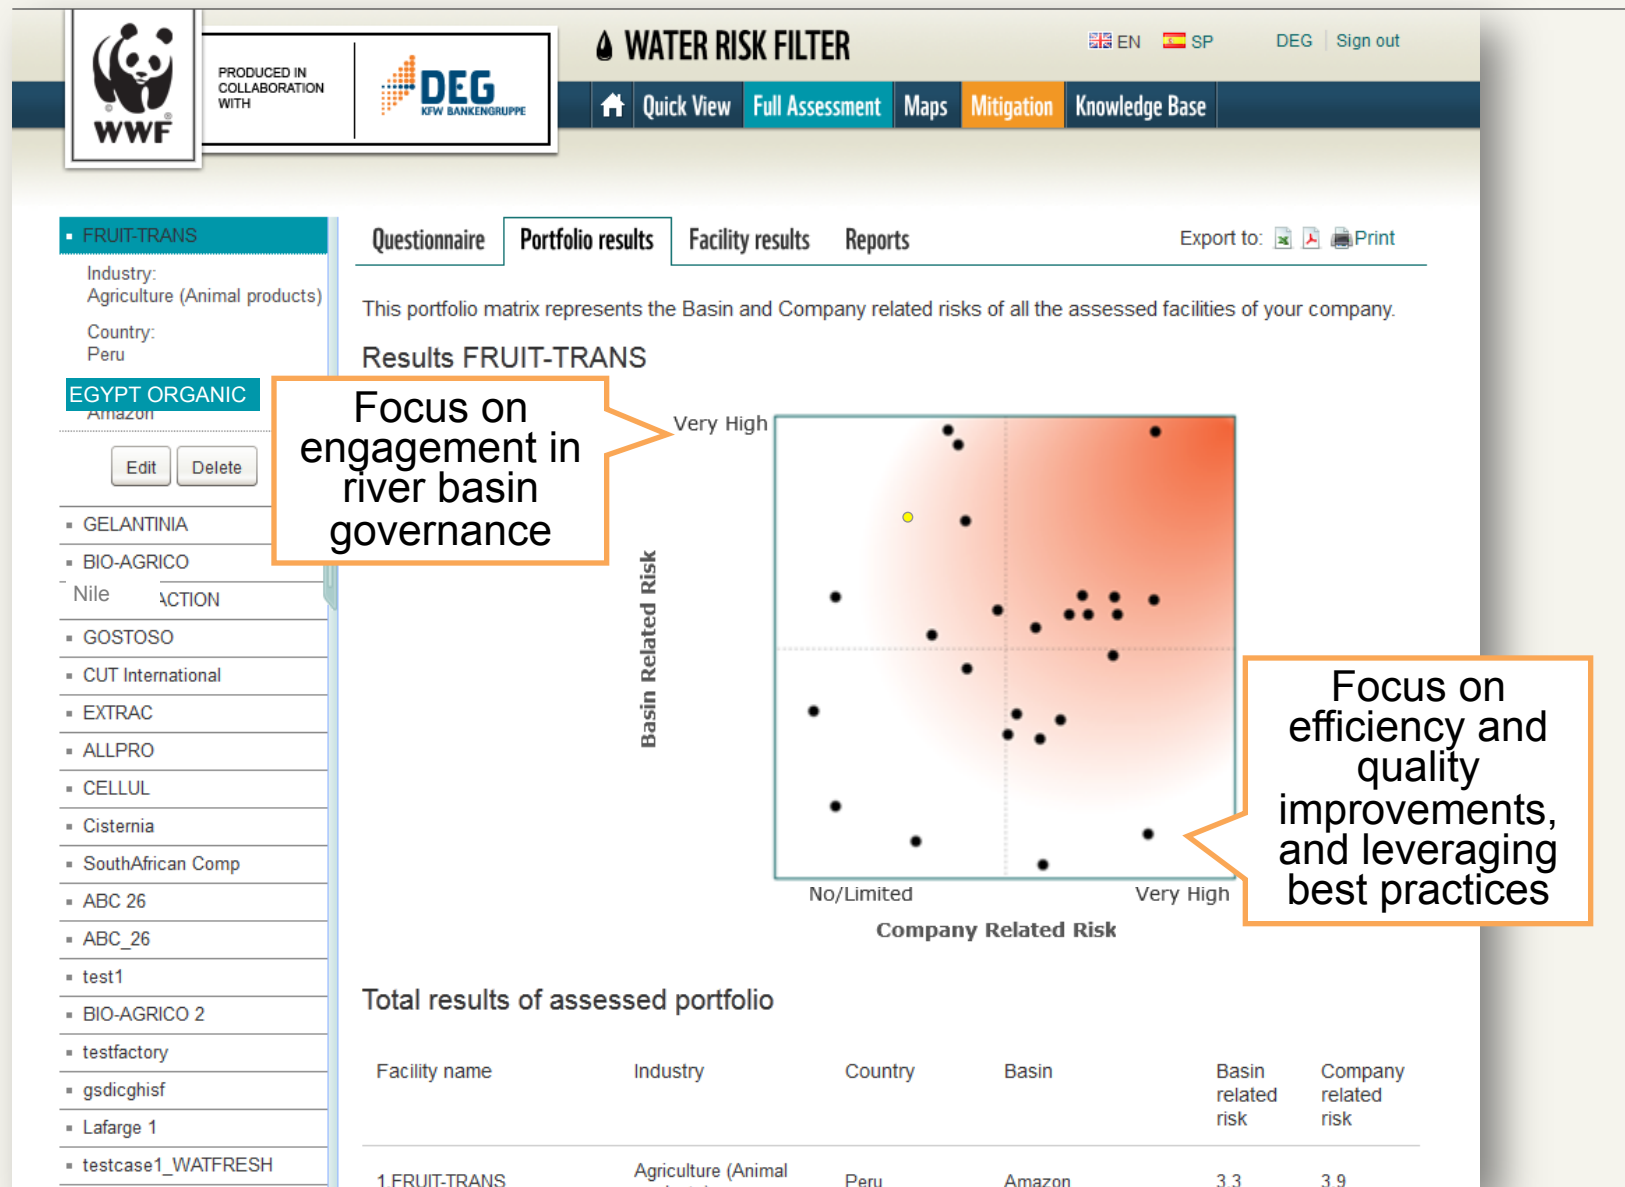 WWF
PRODUCED IN
COLLABORATION
WITH
DEG
KFW BANKENGRUPPE
WATER RISK FILTER
EN SP DEG Sign out
Quick View Full Assessment Maps Mitigation Knowledge Base
FRUIT-TRANS
Industry:
Agriculture (Animal products)
Country:
Peru
EGYPT ORGANIC
Amazon
Edit Delete
GELANTINIA
BIO-AGRICO
Nile
ACTION
GOSTOSO
CUT International
EXTRAC
ALLPRO
CELLUL
Cisternia
SouthAfrican Comp
ABC 26
ABC_26
test1
BIO-AGRICO 2
testfactory
gsdicghisf
Lafarge 1
testcase1_WATFRESH
Questionnaire Portfolio results Facility results Reports
Export to: Print
This portfolio matrix represents the Basin and Company related risks of all the assessed facilities of your company.
Results FRUIT-TRANS
Focus on
engagement in
river basin
governance
Very High
Basin Related Risk
No/Limited Very High
Company Related Risk
Focus on
efficiency and
quality
improvements,
and leveraging
best practices
Total results of assessed portfolio
Facility name Industry Country Basin Basin related risk Company related risk
1.FRUIT-TRANS Agriculture (Animal Peru Amazon 3.3 3.9